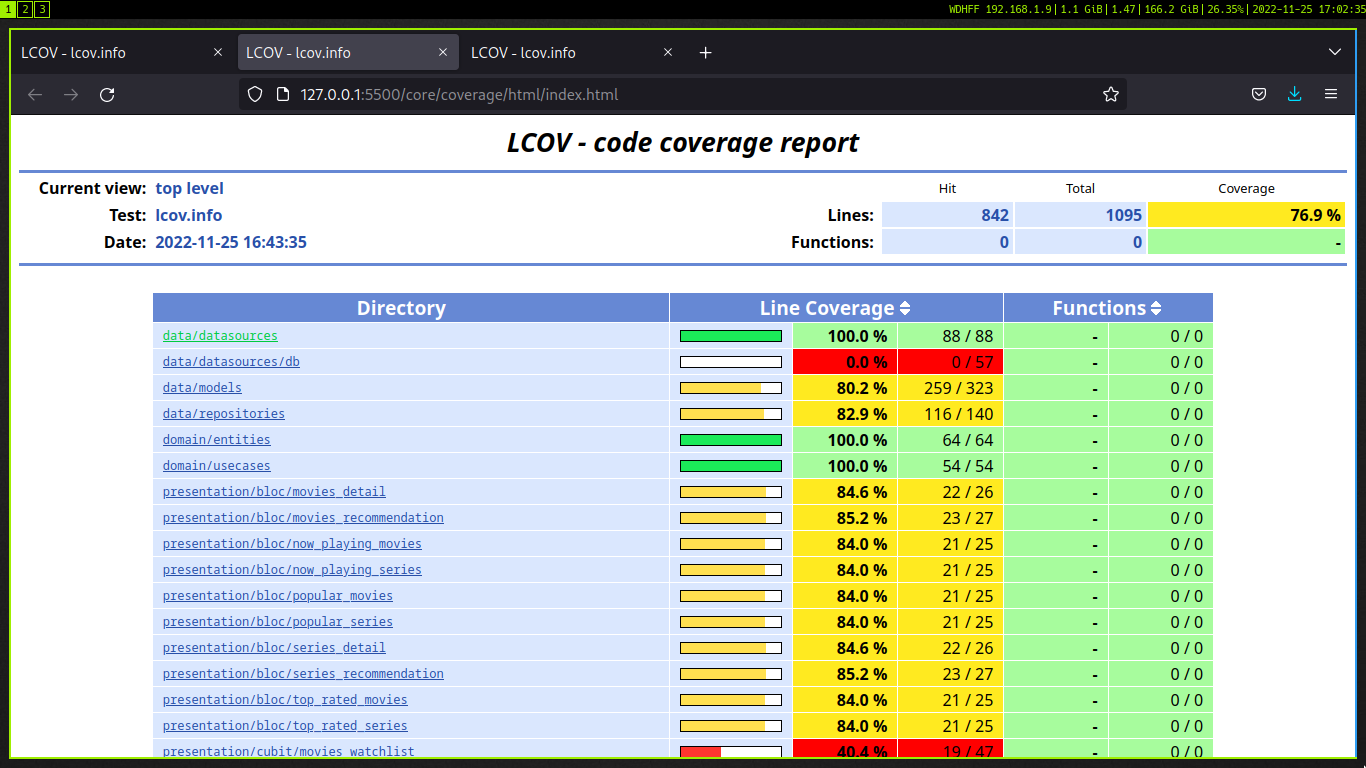 1 2 3 WDHFF 192.168.1.9| 1.1 GiB| 1.47| 166.2 GiB| 26.35%| 2022-11-25 17:02:35
LCOV - lcov.info LCOV - lcov.info LCOV - lcov.info
127.0.0.1:5500/core/coverage/html/index.html
LCOV - code coverage report
Current view: top level Hit Total Coverage
Test: lcov.info Lines: 842 1095 76.9 %
Date: 2022-11-25 16:43:35 Functions: 0 0 -
Directory Line Coverage Functions
data/datasources 100.0 % 88 / 88 - 0 / 0
data/datasources/db 0.0 % 0 / 57 - 0 / 0
data/models 80.2 % 259 / 323 - 0 / 0
data/repositories 82.9 % 116 / 140 - 0 / 0
domain/entities 100.0 % 64 / 64 - 0 / 0
domain/usecases 100.0 % 54 / 54 - 0 / 0
presentation/bloc/movies_detail 84.6 % 22 / 26 - 0 / 0
presentation/bloc/movies_recommendation 85.2 % 23 / 27 - 0 / 0
presentation/bloc/now_playing_movies 84.0 % 21 / 25 - 0 / 0
presentation/bloc/now_playing_series 84.0 % 21 / 25 - 0 / 0
presentation/bloc/popular_movies 84.0 % 21 / 25 - 0 / 0
presentation/bloc/popular_series 84.0 % 21 / 25 - 0 / 0
presentation/bloc/series_detail 84.6 % 22 / 26 - 0 / 0
presentation/bloc/series_recommendation 85.2 % 23 / 27 - 0 / 0
presentation/bloc/top_rated_movies 84.0 % 21 / 25 - 0 / 0
presentation/bloc/top_rated_series 84.0 % 21 / 25 - 0 / 0
presentation/cubit/movies_watchlist 40.4 % 19 / 47 - 0 / 0